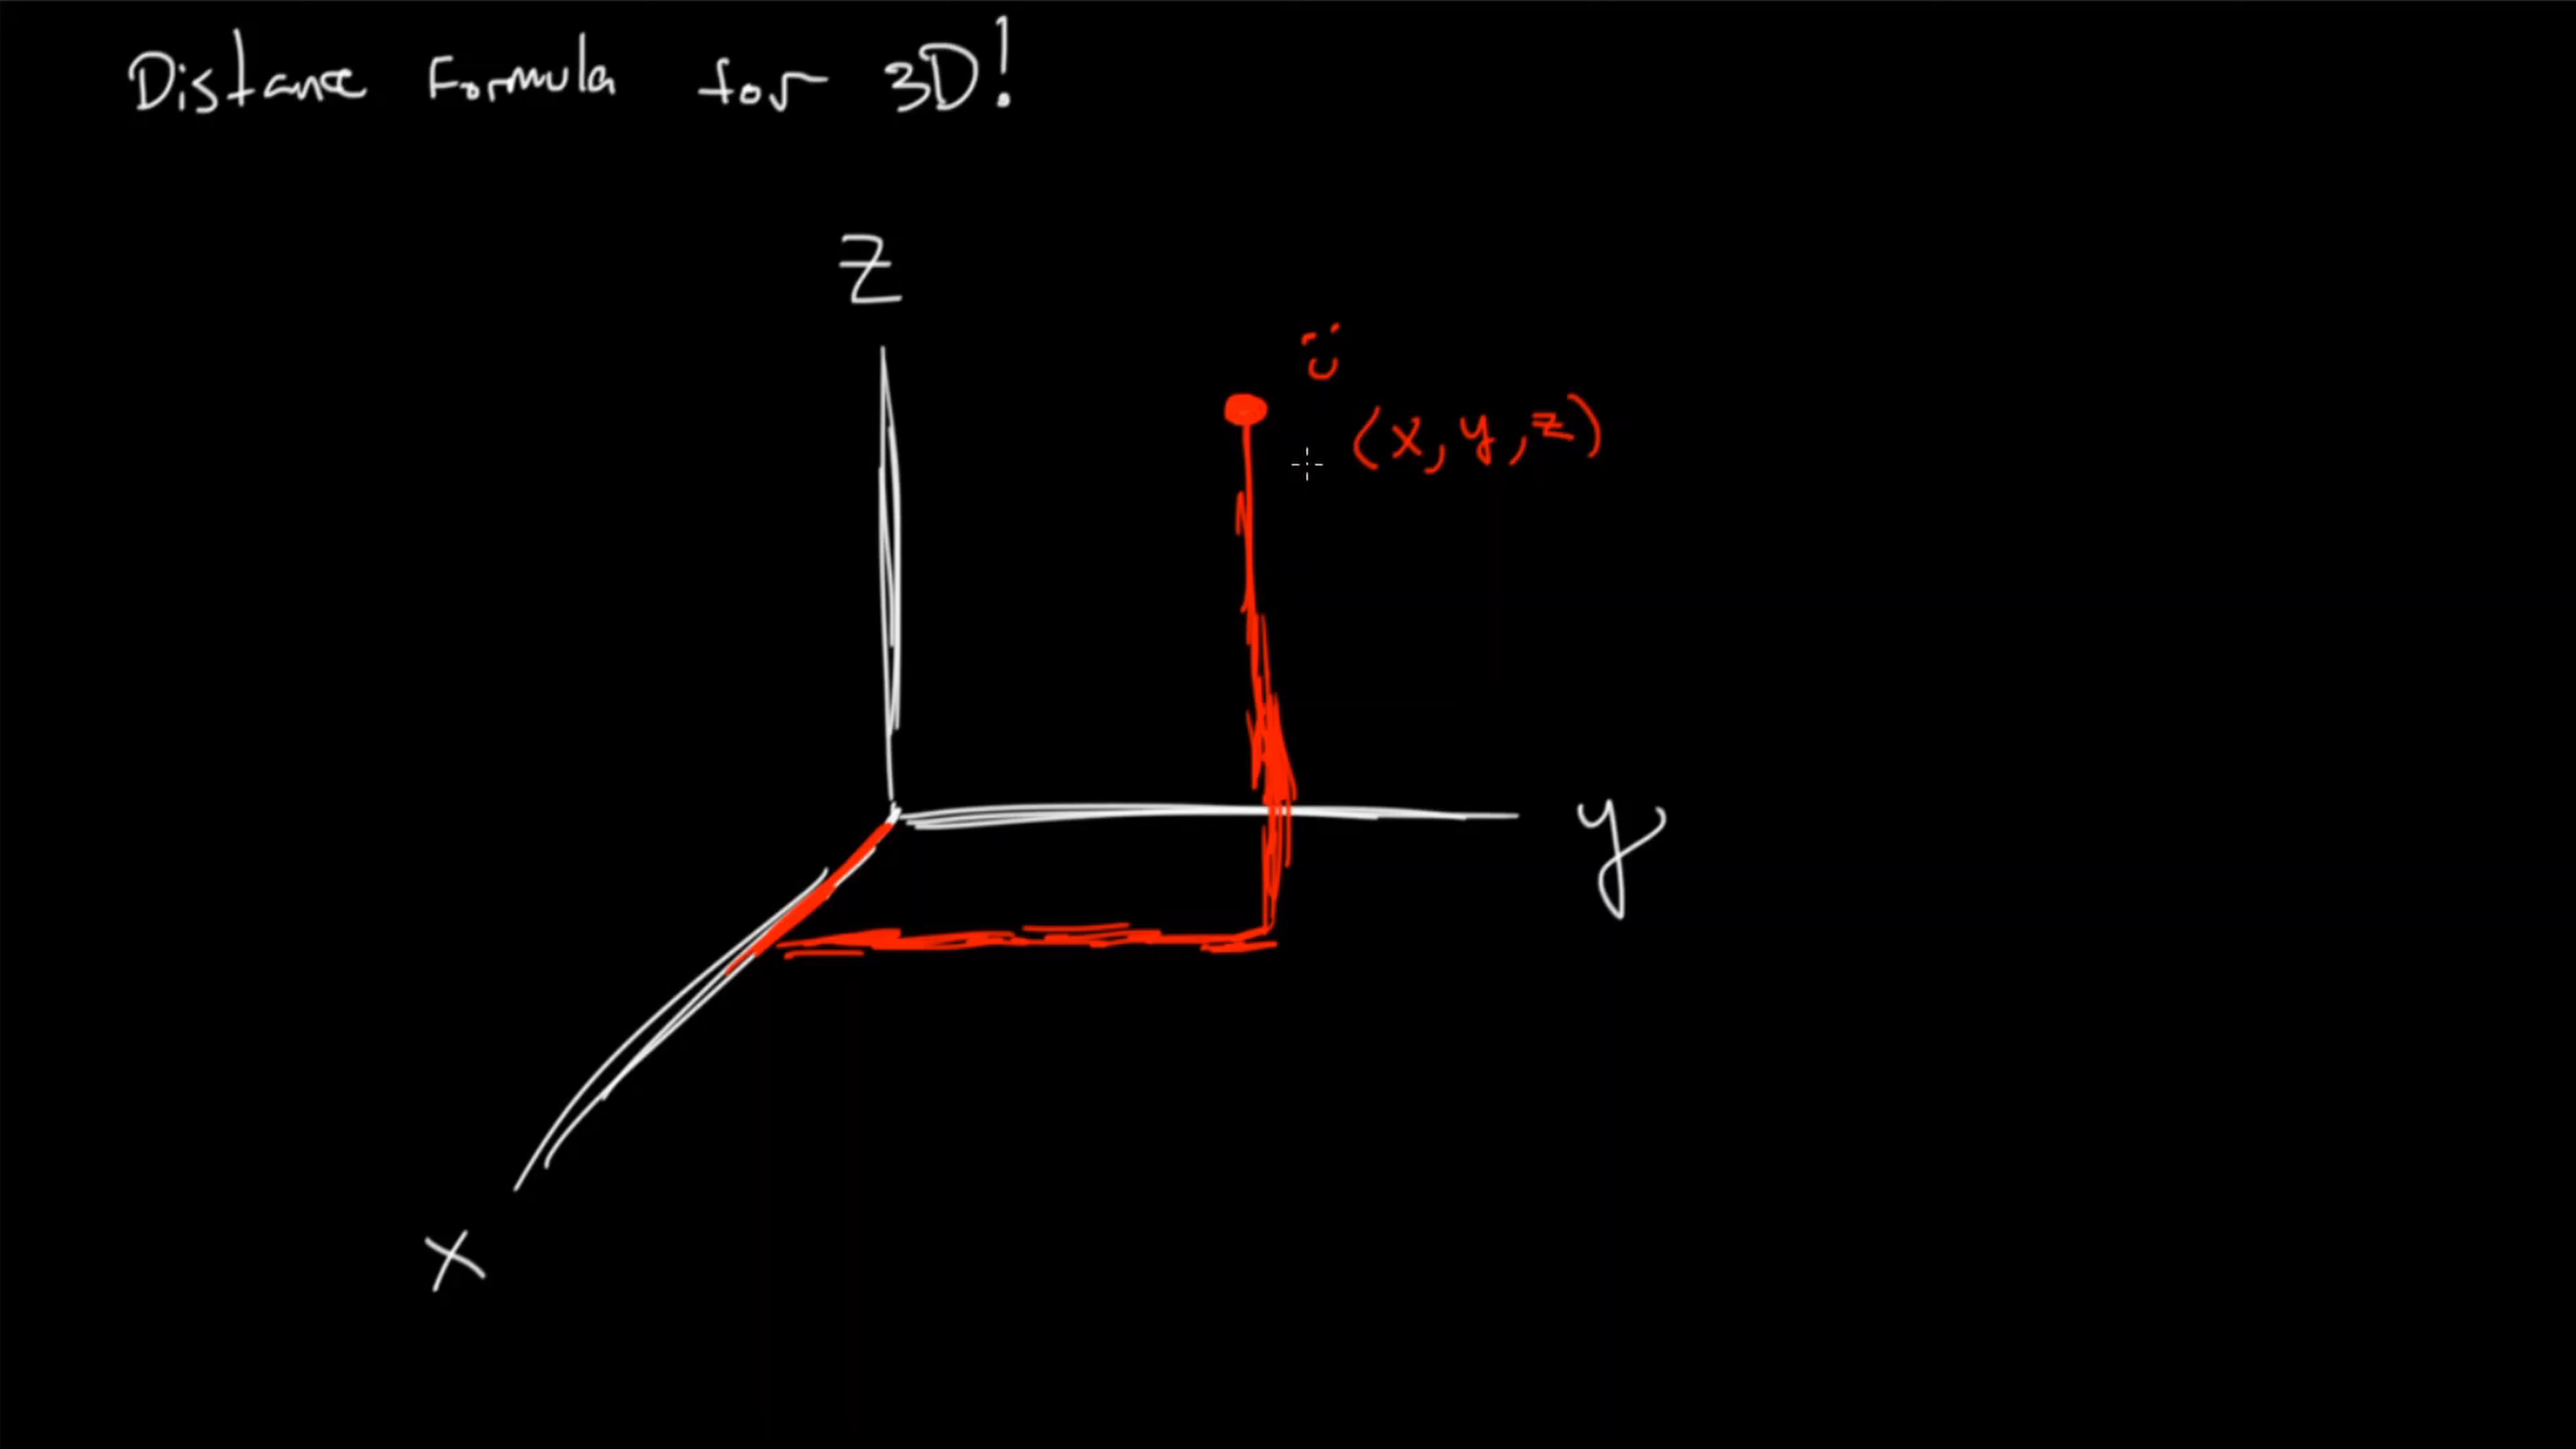 Distance Formula for 3D!
z
(x, y, z)
y
x